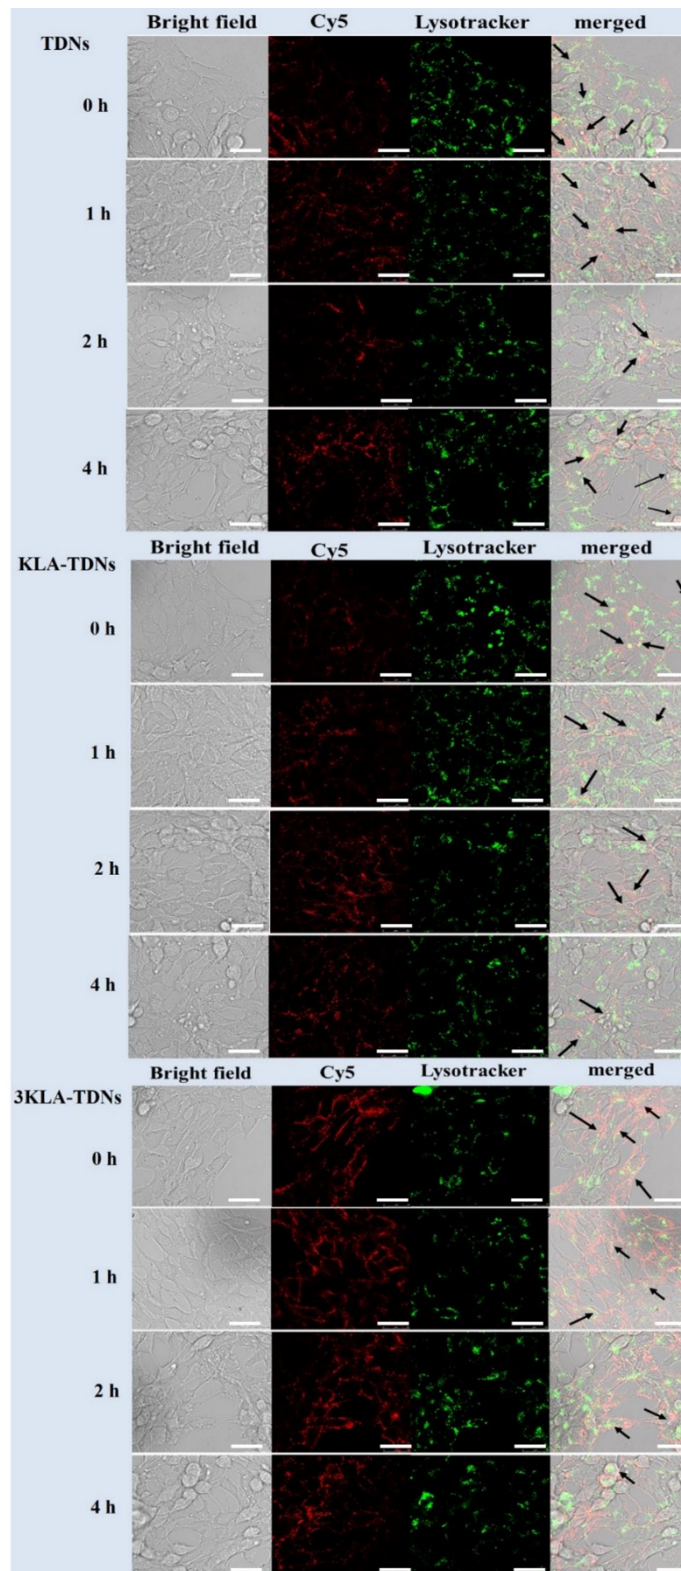 Bright field Cy5 Lysotracker merged
TDNs
0 h
1 h
2 h
4 h
Bright field Cy5 Lysotracker merged
KLA-TDNs
0 h
1 h
2 h
4 h
Bright field Cy5 Lysotracker merged
3KLA-TDNs
0 h
1 h
2 h
4 h